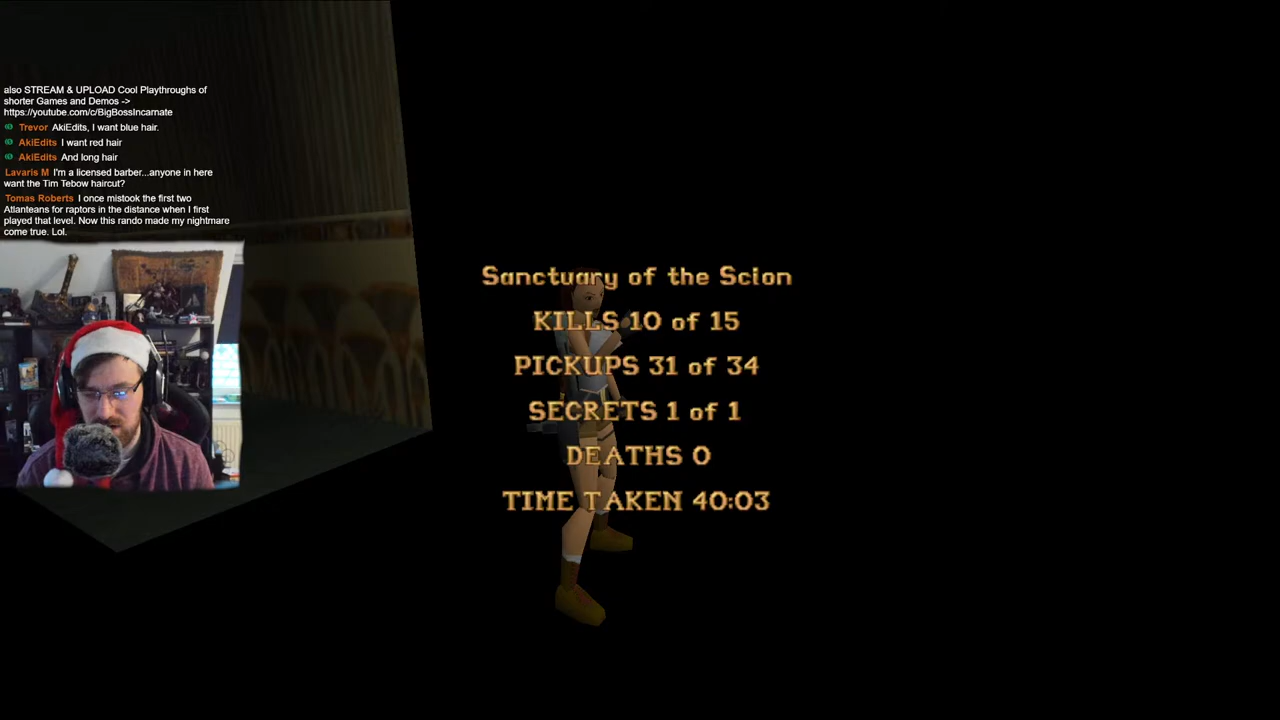 also STREAM & UPLOAD Cool Playthroughs of
shorter Games and Demos ->
https://youtube.com/c/BigBossIncarnate
Trevor AkiEdits, I want blue hair.
AkiEdits I want red hair
AkiEdits And long hair
Lavaris M I'm a licensed barber...anyone in here
want the Tim Tebow haircut?
Tomas Roberts I once mistook the first two
Atlanteans for raptors in the distance when I first
played that level. Now this rando made my nightmare
come true. Lol.
Sanctuary of the Scion
KILLS 10 of 15
PICKUPS 31 of 34
SECRETS 1 of 1
DEATHS 0
TIME TAKEN 40:03